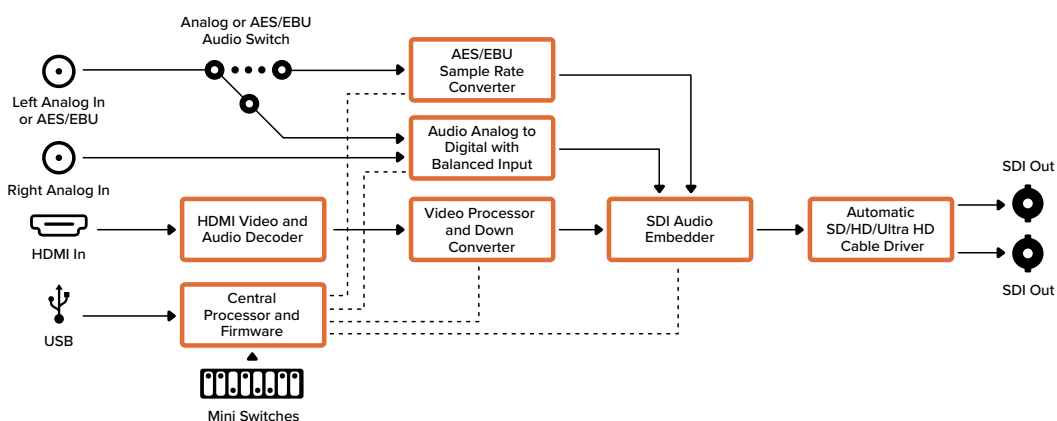 Analog or AES/EBU
Audio Switch
Left Analog In
or AES/EBU
AES/EBU
Sample Rate
Converter
Right Analog In
Audio Analog to
Digital with
Balanced Input
HDMI In
HDMI Video and
Audio Decoder
Video Processor
and Down
Converter
SDI Audio
Embedder
Automatic
SD/HD/Ultra HD
Cable Driver
SDI Out
SDI Out
USB
Central
Processor and
Firmware
Mini Switches